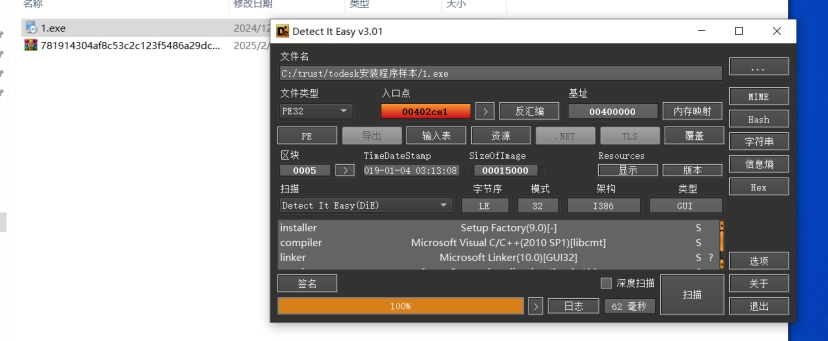 名称 修改日期 类型 大小
1.exe 2024/12
781914304af8c53c2c123f5486a29dc... 2025/2/
Detect It Easy v3.01
文件名
C:/trust/todesk安装程序样本/1.exe ...
文件类型 入口点 基址
PE32 00402ce1 > 反汇编 00400000 内存映射 MIME
Hash
PE 导出 输入表 资源 .NET TLS 覆盖 字符串
区块 TimeDateStamp SizeOfImage Resources
0005 > 019-01-04 03:13:08 00015000 显示 版本 信息熵
扫描 字节序 模式 架构 类型 Hex
Detect It Easy(DiE) LE 32 I386 GUI
installer Setup Factory(9.0)[-] S
compiler Microsoft Visual C/C++(2010 SP1)[libcmt] S
linker Microsoft Linker(10.0)[GUI32] S ? 选项
签名 深度扫描 扫描 关于
100% > 日志 62 毫秒 退出